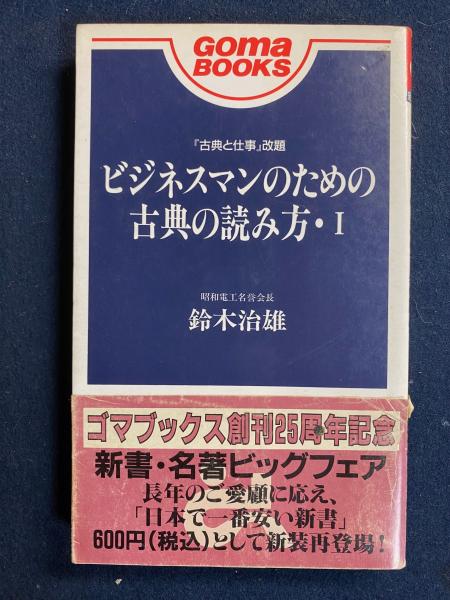 Goma
BOOKS
『古典と仕事』改題
ビジネスマンのための
古典の読み方・I
昭和電工名誉会長
鈴木治雄
ゴマブックス創刊25周年記念
新書・名著ビッグフェア
長年のご愛顧に応え、
「日本で一番安い新書」
600円(税込)として新装再登場!